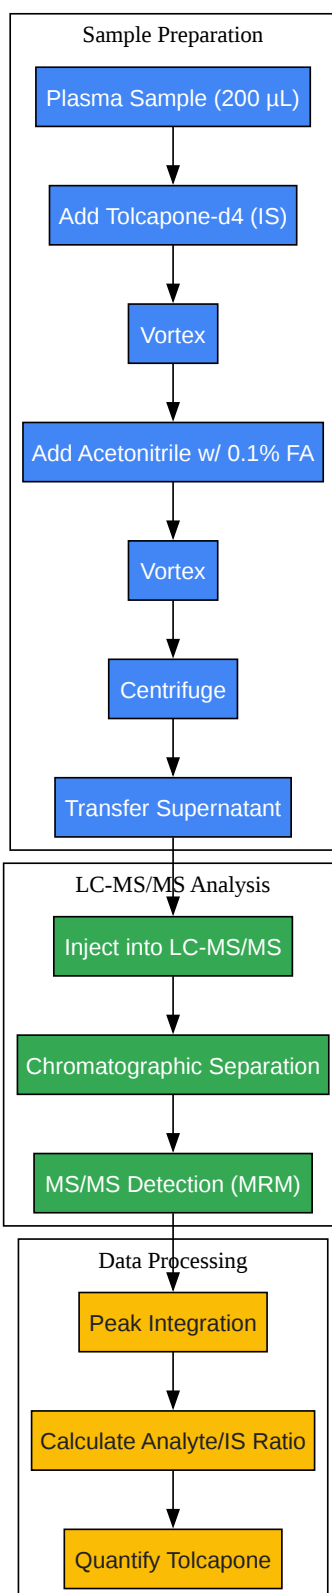 Sample Preparation
Plasma Sample (200 µL)
Add Tolcapone-d4 (IS)
Vortex
Add Acetonitrile w/ 0.1% FA
Vortex
Centrifuge
Transfer Supernatant
LC-MS/MS Analysis
Inject into LC-MS/MS
Chromatographic Separation
MS/MS Detection (MRM)
Data Processing
Peak Integration
Calculate Analyte/IS Ratio
Quantify Tolcapone